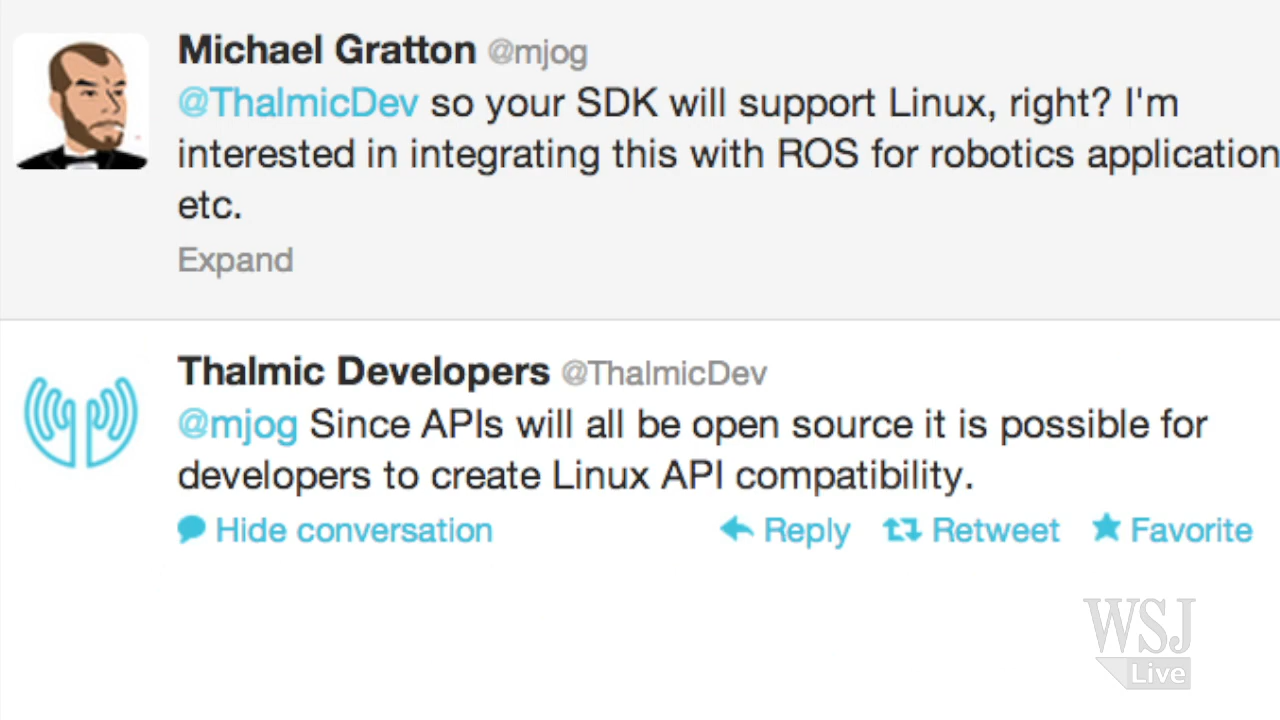 Michael Gratton @mjog
@ThalmicDev so your SDK will support Linux, right? I'm
interested in integrating this with ROS for robotics application
etc.
Expand
Thalmic Developers @ThalmicDev
@mjog Since APIs will all be open source it is possible for
developers to create Linux API compatibility.
Hide conversation Reply Retweet Favorite
WSJ
Live